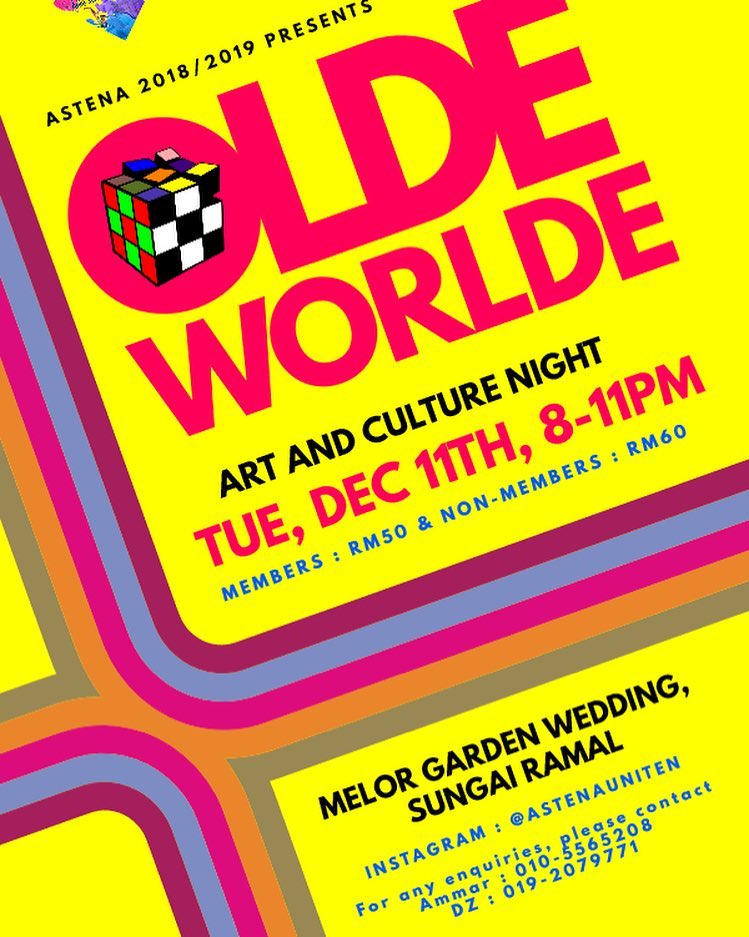 ASTENA 2018/2019 PRESENTS
OLDE
WORLDE
ART AND CULTURE NIGHT
TUE, DEC 11TH, 8-11PM
MEMBERS : RM50 & NON-MEMBERS : RM60
MELOR GARDEN WEDDING,
SUNGAI RAMAL
INSTAGRAM : @ASTENAUNITEN
For any enquiries, please contact
Ammar : 010-5565208
DZ : 019-2079771